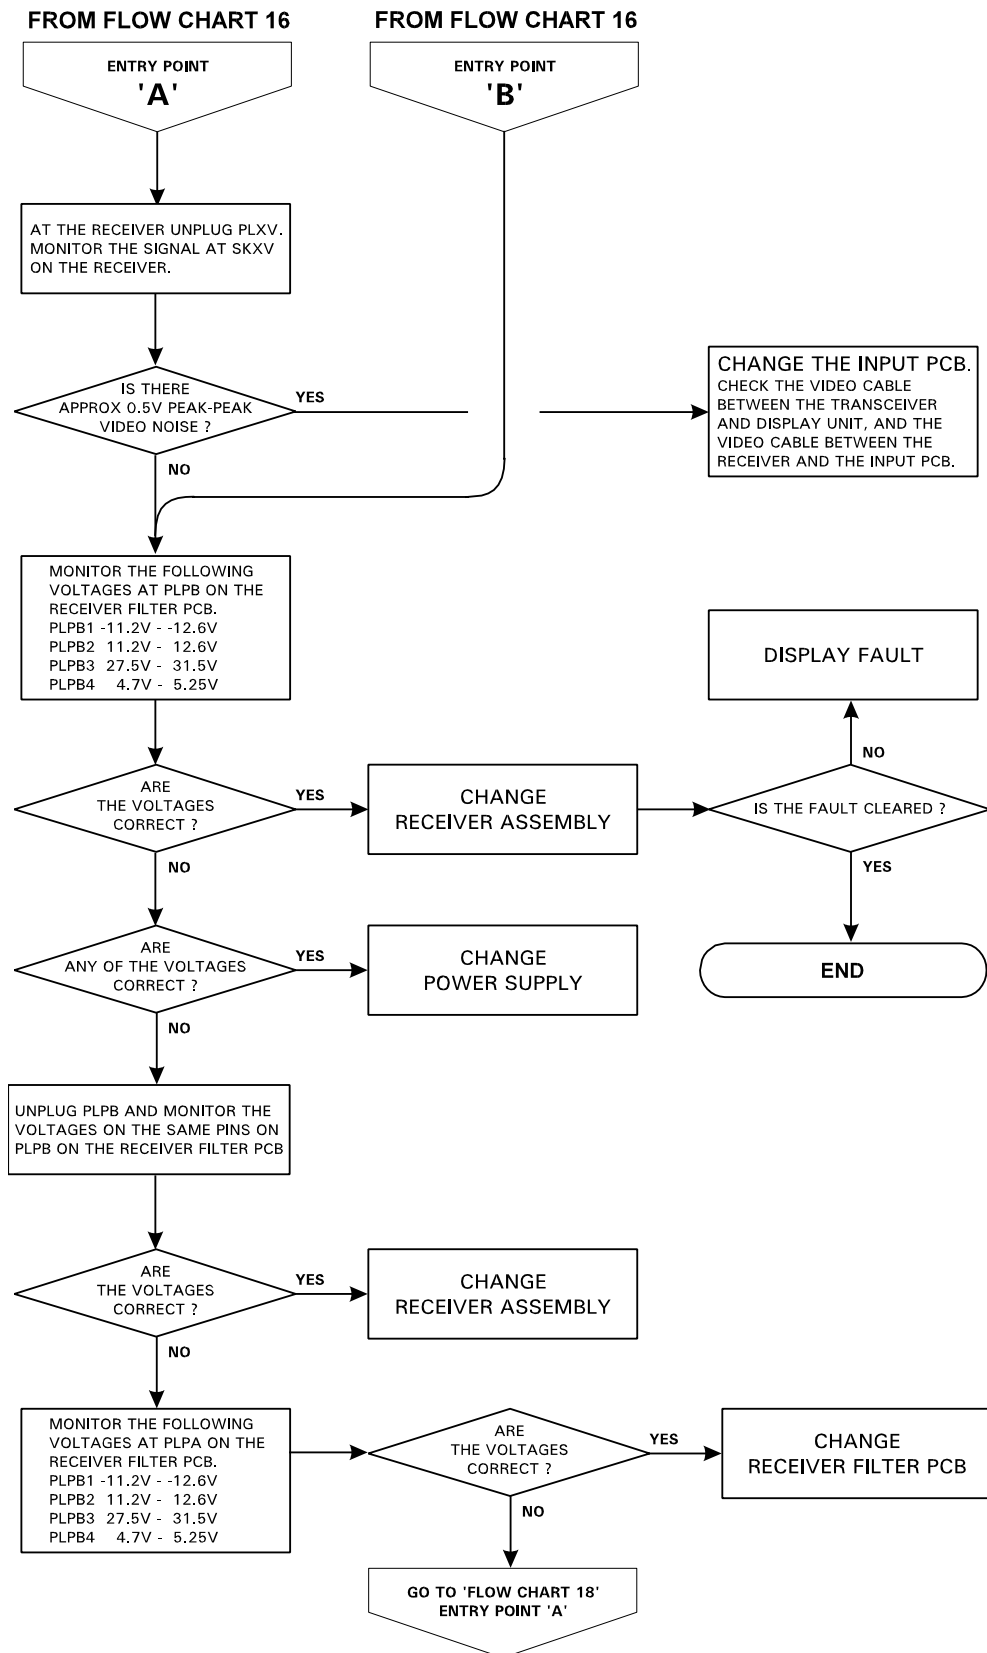 FROM FLOW CHART 16
FROM FLOW CHART 16
ENTRY POINT
'A'
ENTRY POINT
'B'
AT THE RECEIVER UNPLUG PLXV.
MONITOR THE SIGNAL AT SKXV
ON THE RECEIVER.
IS THERE
APPROX 0.5V PEAK-PEAK
VIDEO NOISE ?
YES
NO
CHANGE THE INPUT PCB.
CHECK THE VIDEO CABLE
BETWEEN THE TRANSCEIVER
AND DISPLAY UNIT, AND THE
VIDEO CABLE BETWEEN THE
RECEIVER AND THE INPUT PCB.
MONITOR THE FOLLOWING
VOLTAGES AT PLPB ON THE
RECEIVER FILTER PCB.
PLPB1 -11.2V - -12.6V
PLPB2 11.2V - 12.6V
PLPB3 27.5V - 31.5V
PLPB4 4.7V - 5.25V
DISPLAY FAULT
NO
ARE
THE VOLTAGES
CORRECT ?
YES
NO
CHANGE
RECEIVER ASSEMBLY
IS THE FAULT CLEARED ?
YES
END
ARE
ANY OF THE VOLTAGES
CORRECT ?
YES
NO
CHANGE
POWER SUPPLY
UNPLUG PLPB AND MONITOR THE
VOLTAGES ON THE SAME PINS ON
PLPB ON THE RECEIVER FILTER PCB
ARE
THE VOLTAGES
CORRECT ?
YES
NO
CHANGE
RECEIVER ASSEMBLY
MONITOR THE FOLLOWING
VOLTAGES AT PLPA ON THE
RECEIVER FILTER PCB.
PLPB1 -11.2V - -12.6V
PLPB2 11.2V - 12.6V
PLPB3 27.5V - 31.5V
PLPB4 4.7V - 5.25V
ARE
THE VOLTAGES
CORRECT ?
YES
NO
CHANGE
RECEIVER FILTER PCB
GO TO 'FLOW CHART 18'
ENTRY POINT 'A'